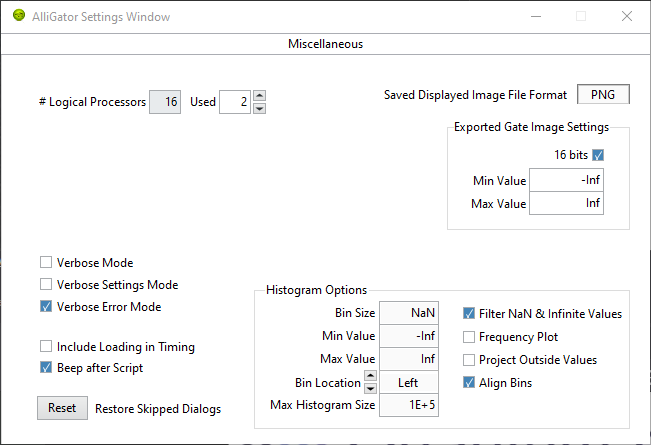 AlliGator Settings Window
Miscellaneous
# Logical Processors 16 Used 2
Saved Displayed Image File Format PNG
Exported Gate Image Settings
16 bits
Min Value -Inf
Max Value Inf
Verbose Mode
Verbose Settings Mode
Verbose Error Mode
Include Loading in Timing
Beep after Script
Reset Restore Skipped Dialogs
Histogram Options
Bin Size NaN
Min Value -Inf
Max Value Inf
Bin Location Left
Max Histogram Size 1E+5
Filter NaN & Infinite Values
Frequency Plot
Project Outside Values
Align Bins